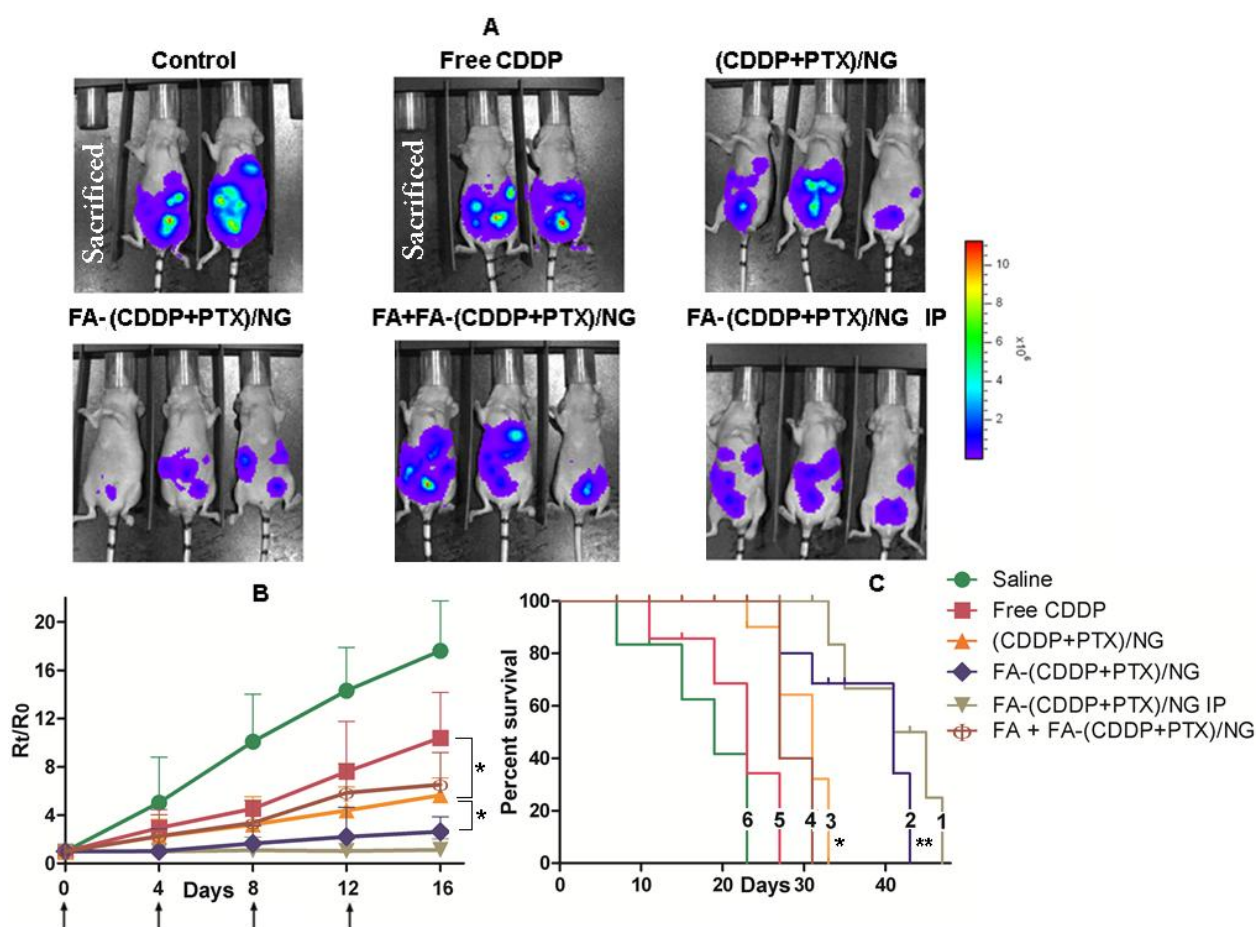 A
Control
Free CDDP
(CDDP+PTX)/NG
Sacrificed
Sacrificed
FA-(CDDP+PTX)/NG
FA+FA-(CDDP+PTX)/NG
FA-(CDDP+PTX)/NG IP
10
8
6
4
2
x10⁶
B
20
16
12
8
4
0
Rt/R0
0 4 8 12 16
Days
*
*
C
100
80
60
40
20
0
Percent survival
6 5 4 3 2 1
* **
0 10 20 30 40
Days
Saline
Free CDDP
(CDDP+PTX)/NG
FA-(CDDP+PTX)/NG
FA-(CDDP+PTX)/NG IP
FA + FA-(CDDP+PTX)/NG